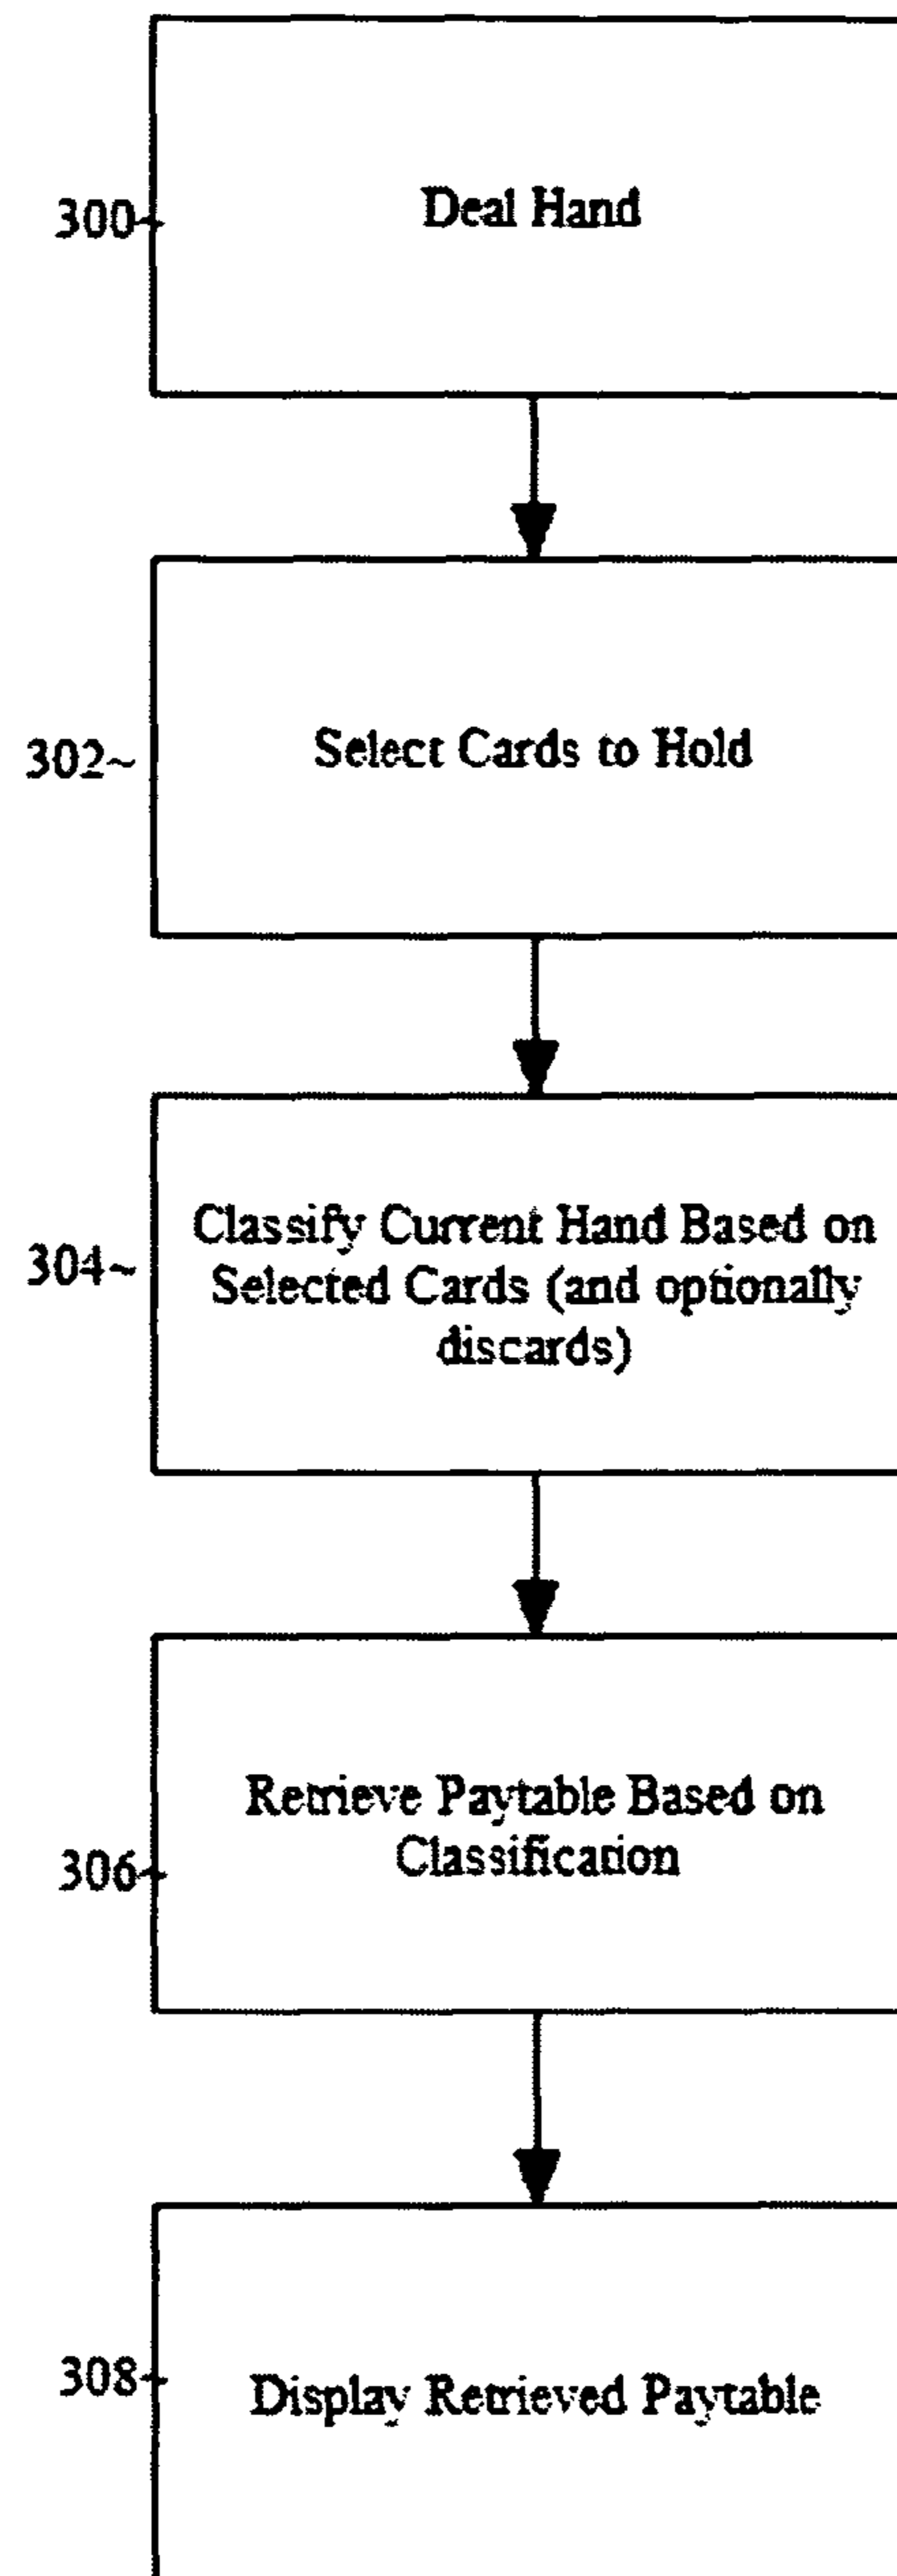 300
Deal Hand
302~
Select Cards to Hold
304~
Classify Current Hand Based on
Selected Cards (and optionally
discards)
306
Retrieve Paytable Based on
Classification
308
Display Retrieved Paytable